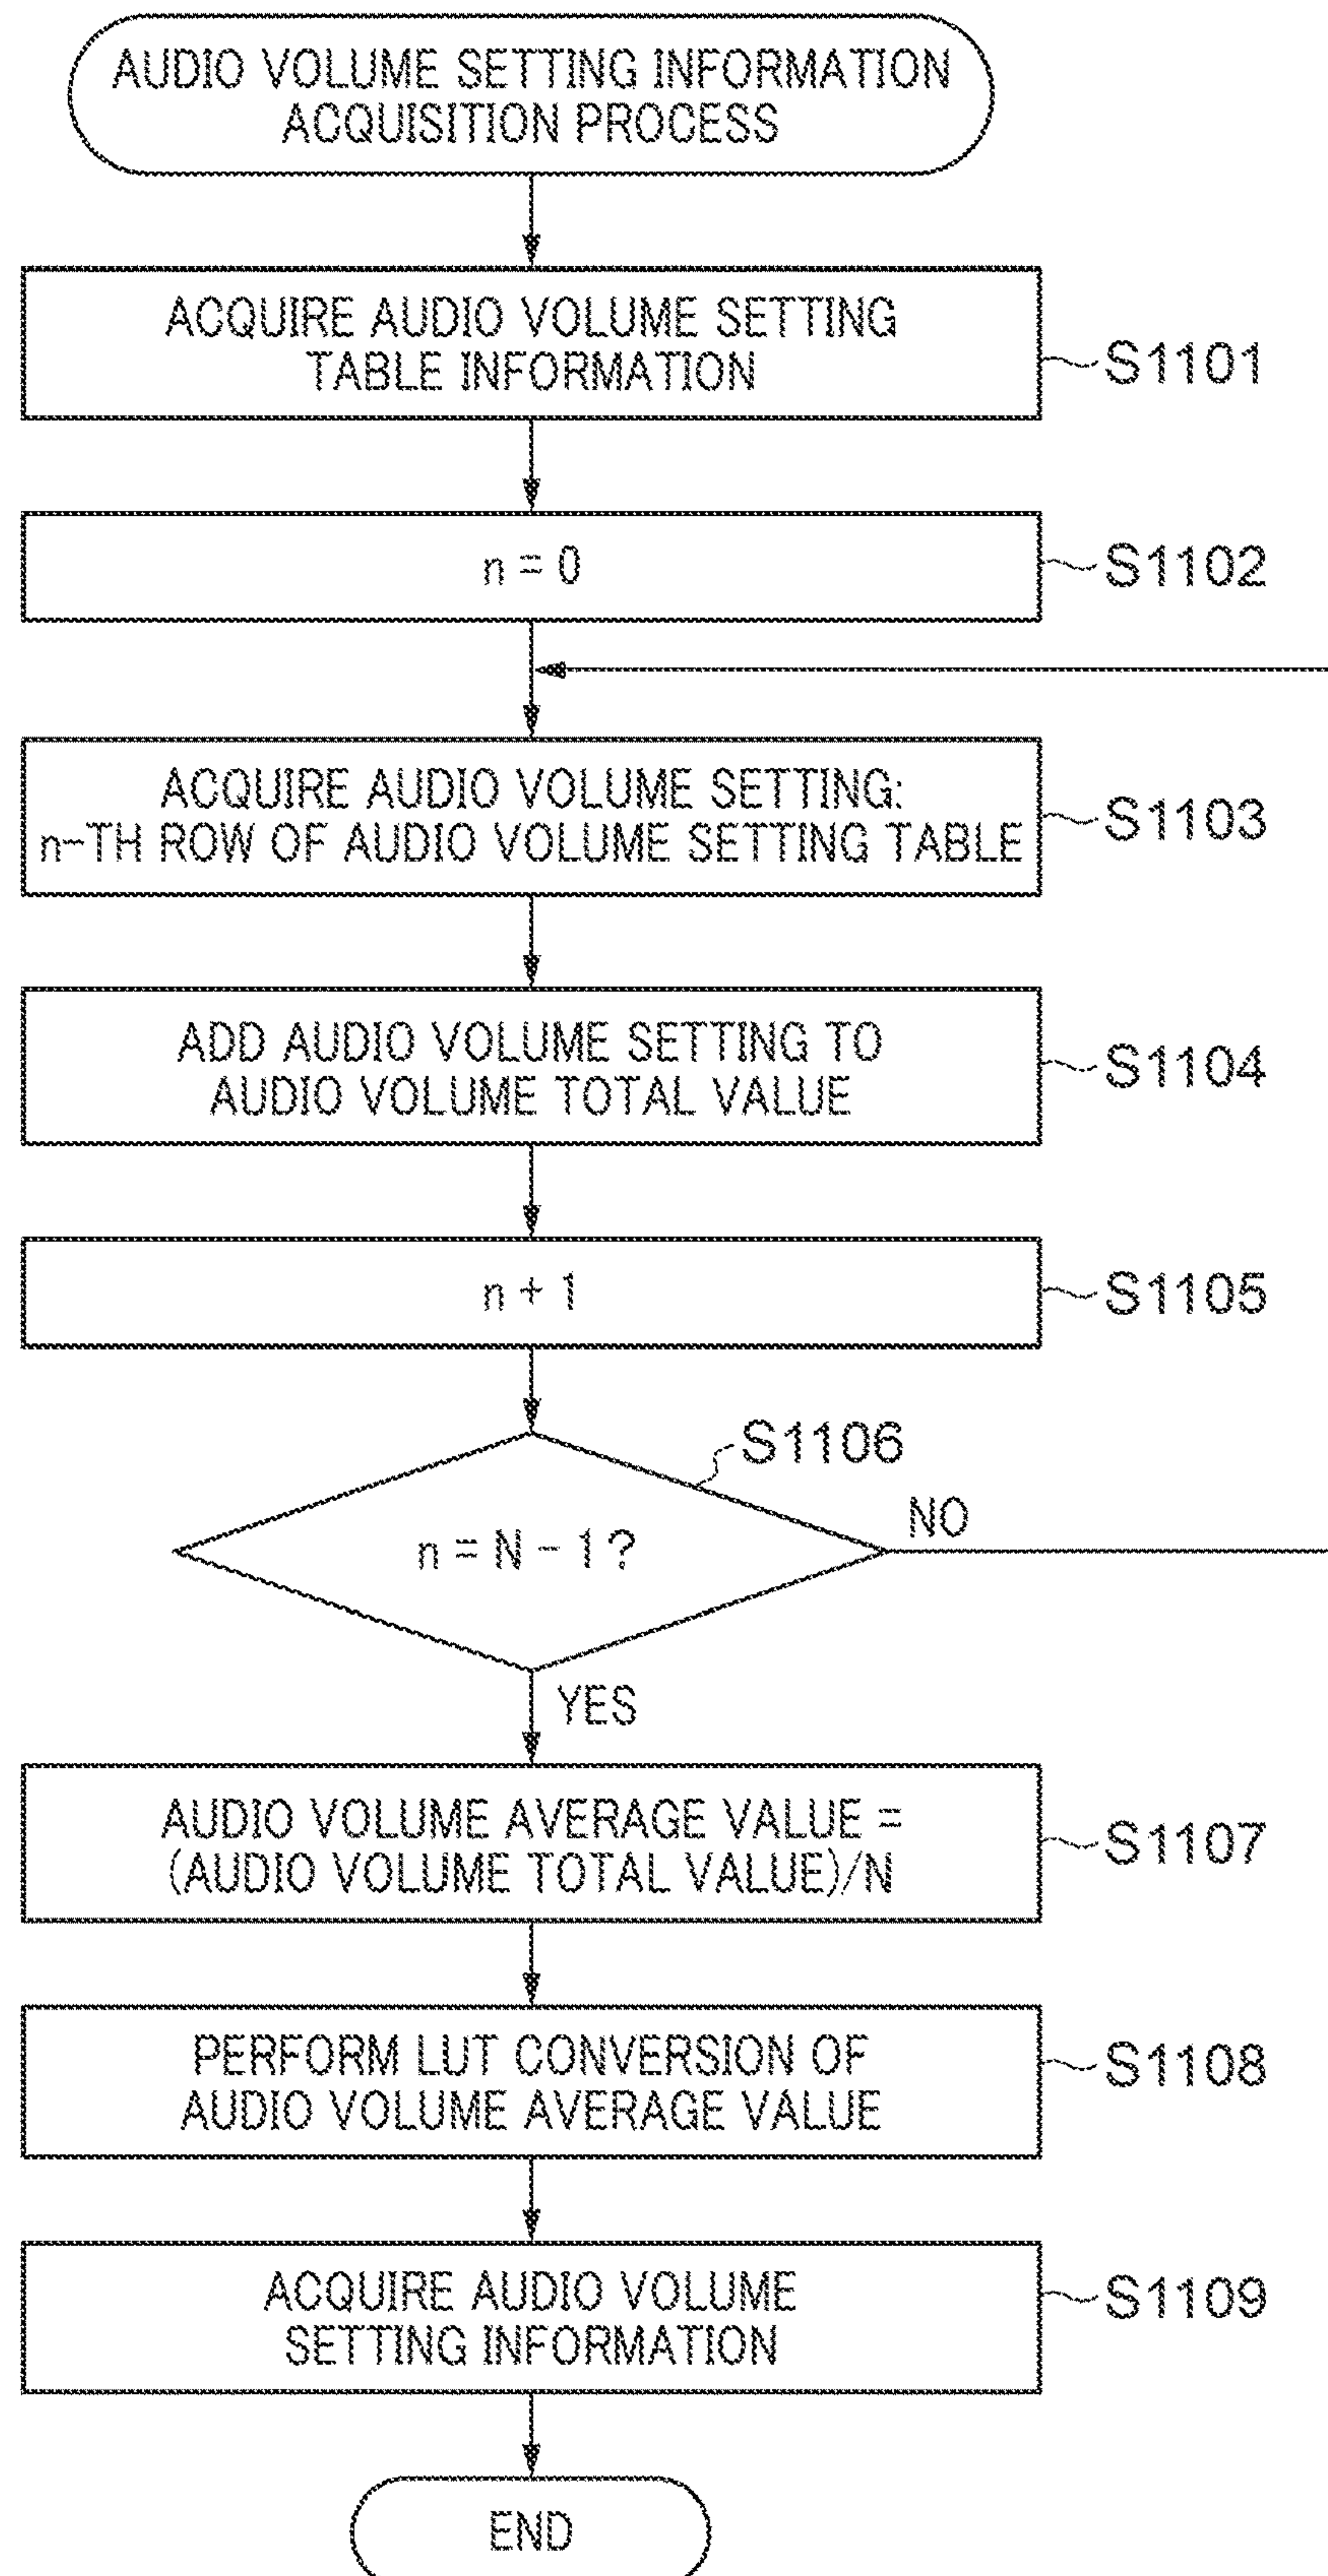 AUDIO VOLUME SETTING INFORMATION
ACQUISITION PROCESS
ACQUIRE AUDIO VOLUME SETTING
TABLE INFORMATION
S1101
n = 0
S1102
ACQUIRE AUDIO VOLUME SETTING:
n-TH ROW OF AUDIO VOLUME SETTING TABLE
S1103
ADD AUDIO VOLUME SETTING TO
AUDIO VOLUME TOTAL VALUE
S1104
n + 1
S1105
S1106
n = N - 1 ?
NO
YES
AUDIO VOLUME AVERAGE VALUE =
(AUDIO VOLUME TOTAL VALUE)/N
S1107
PERFORM LUT CONVERSION OF
AUDIO VOLUME AVERAGE VALUE
S1108
ACQUIRE AUDIO VOLUME
SETTING INFORMATION
S1109
END